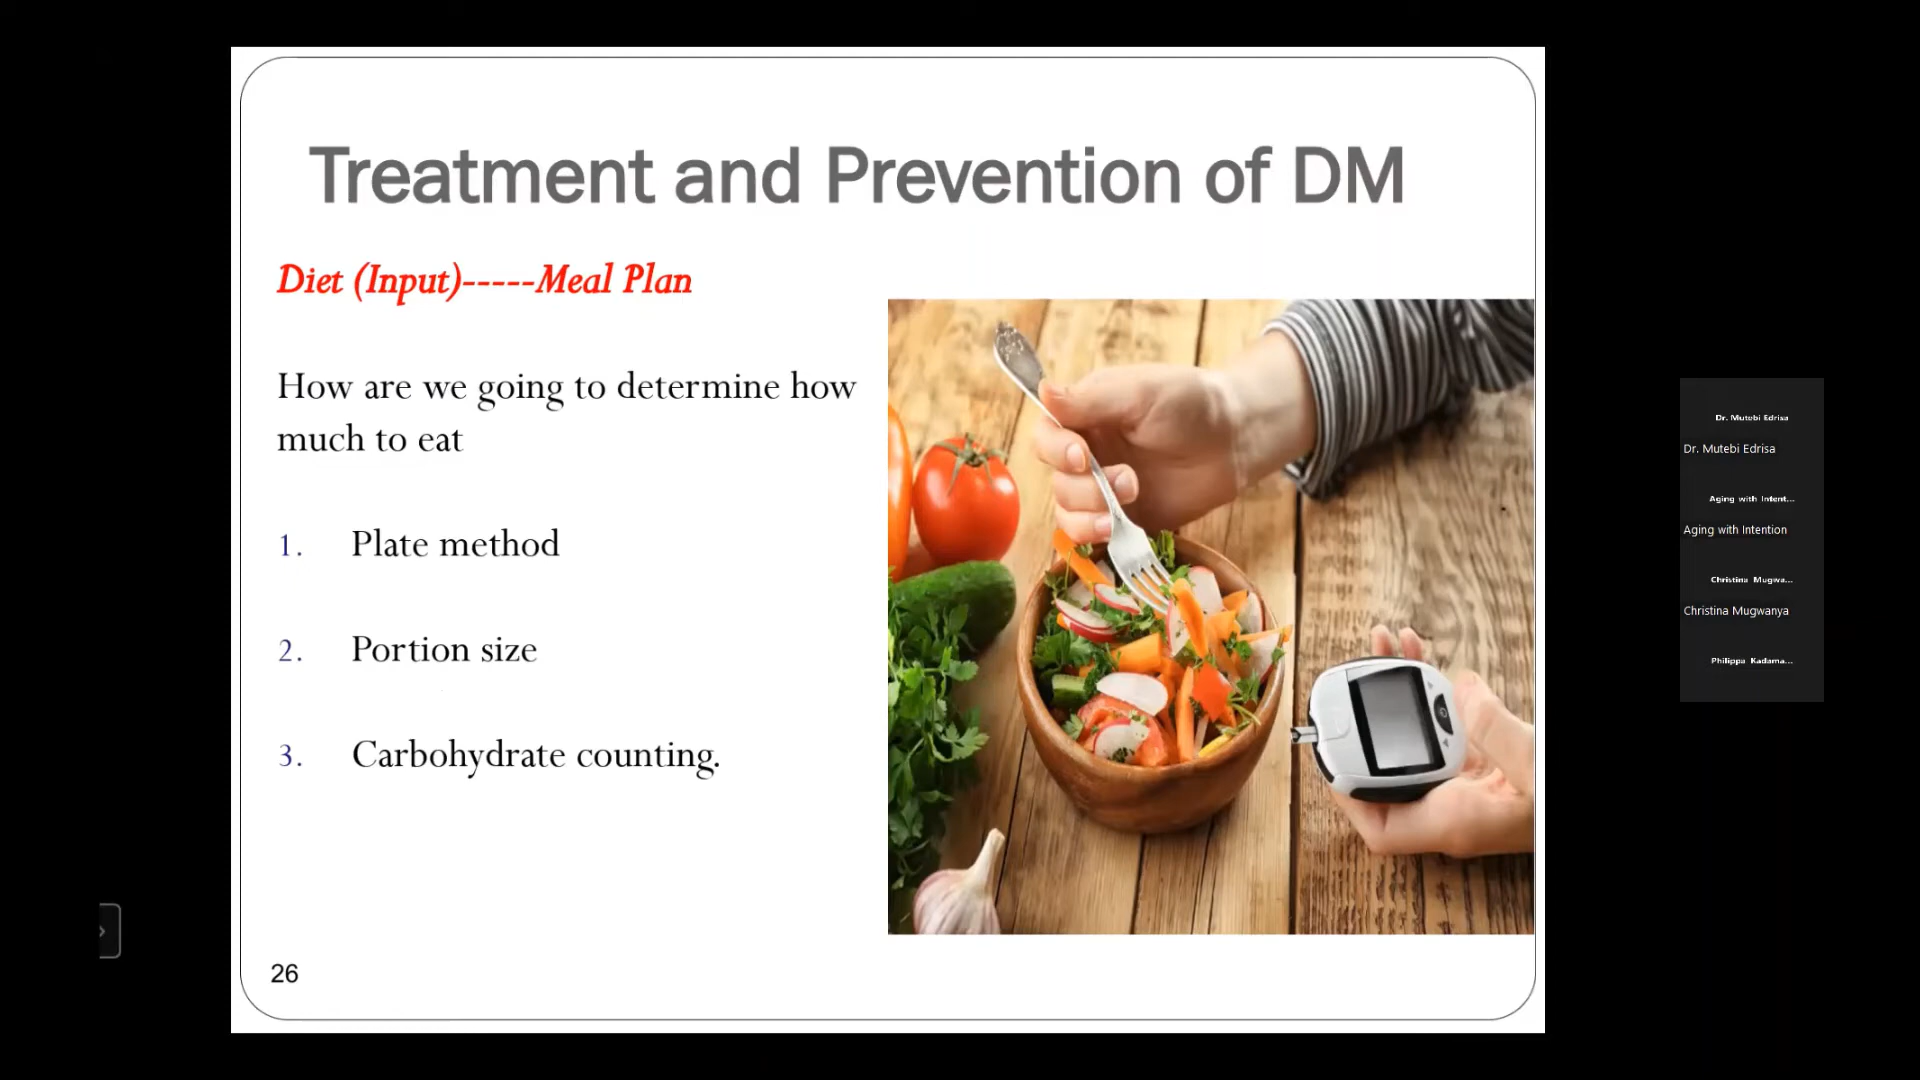 Treatment and Prevention of DM
Diet (Input)-----Meal Plan
How are we going to determine how
much to eat
1. Plate method
2. Portion size
3. Carbohydrate counting.
26
Dr. Mutebi Edrisa
Dr. Mutebi Edrisa
Aging with Intent...
Aging with Intention
Christina Mugwa...
Christina Mugwanya
Philippa Kadama...